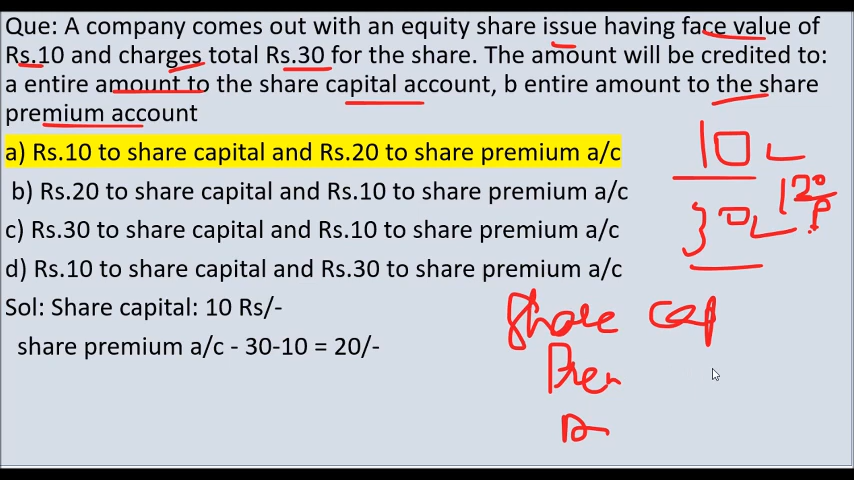 Que: A company comes out with an equity share issue having face value of
Rs.10 and charges total Rs.30 for the share. The amount will be credited to:
a entire amount to the share capital account, b entire amount to the share
premium account
a) Rs.10 to share capital and Rs.20 to share premium a/c
b) Rs.20 to share capital and Rs.10 to share premium a/c
c) Rs.30 to share capital and Rs.10 to share premium a/c
d) Rs.10 to share capital and Rs.30 to share premium a/c
Sol: Share capital: 10 Rs/-
share premium a/c - 30-10 = 20/-
10
30
Share cap
Prem